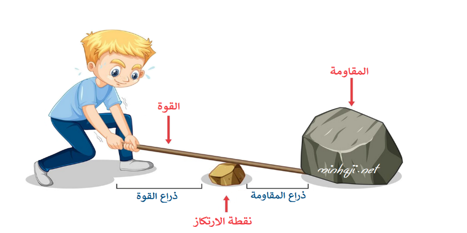 المقاومة
القوة
minhaji.net
ذراع القوة
ذراع المقاومة
نقطة الارتكاز